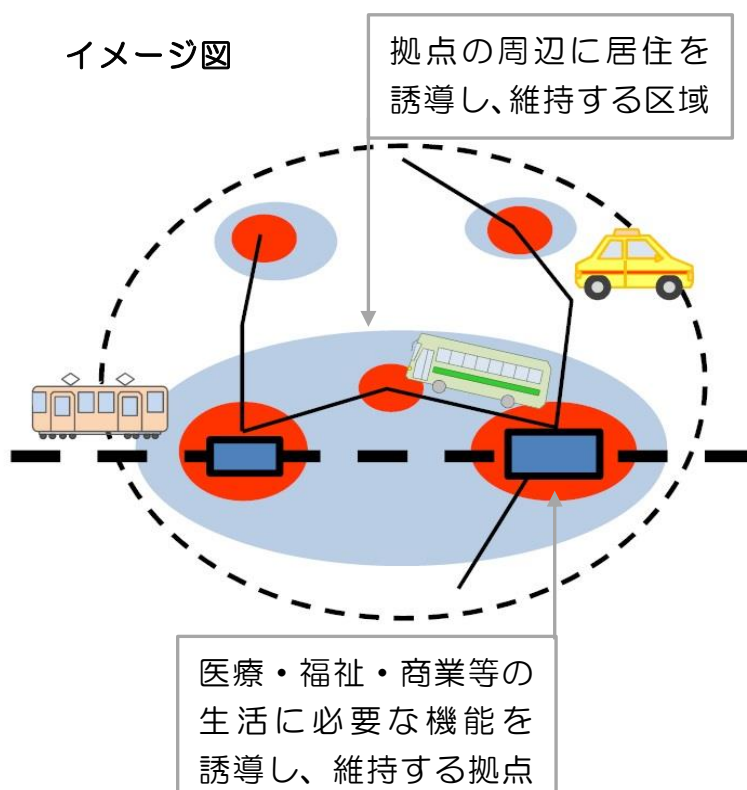 イメージ図
拠点の周辺に居住を
誘導し、維持する区域
医療・福祉・商業等の
生活に必要な機能を
誘導し、維持する拠点